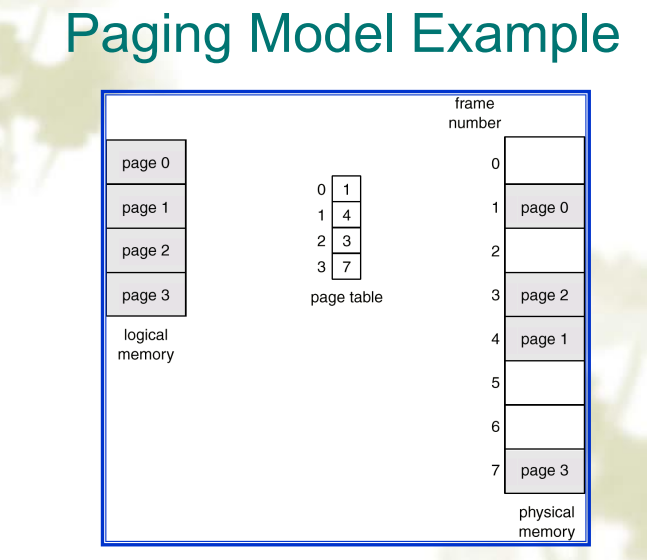 Paging Model Example
frame
number
page 0
page 1
page 2
page 3
logical
memory
0 1
1 4
2 3
3 7
page table
0
1 page 0
2
3 page 2
4 page 1
5
6
7 page 3
physical
memory